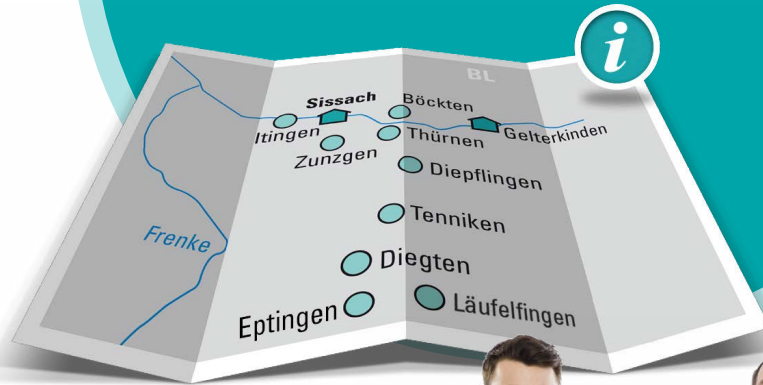 i
BL
Sissach
Böckten
Itingen
Thürnen
Gelterkinden
Zunzgen
Diepflingen
Tenniken
Frenke
Diegten
Eptingen
Läufelfingen